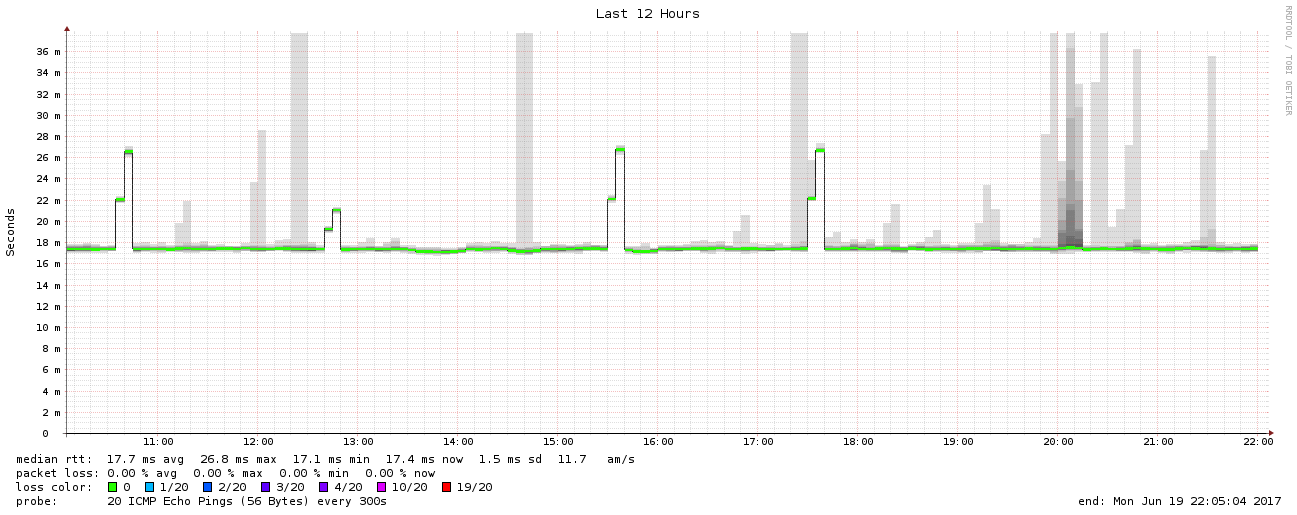 Last 12 Hours
RRDTOOL / TOBI OETIKER
Seconds
36 m
34 m
32 m
30 m
28 m
26 m
24 m
22 m
20 m
18 m
16 m
14 m
12 m
10 m
8 m
6 m
4 m
2 m
0
11:00 12:00 13:00 14:00 15:00 16:00 17:00 18:00 19:00 20:00 21:00 22:00
median rtt: 17.7 ms avg 26.8 ms max 17.1 ms min 17.4 ms now 1.5 ms sd 11.7 am/s
packet loss: 0.00 % avg 0.00 % max 0.00 % min 0.00 % now
loss color: 0 1/20 2/20 3/20 4/20 10/20 19/20
probe: 20 ICMP Echo Pings (56 Bytes) every 300s end: Mon Jun 19 22:05:04 2017